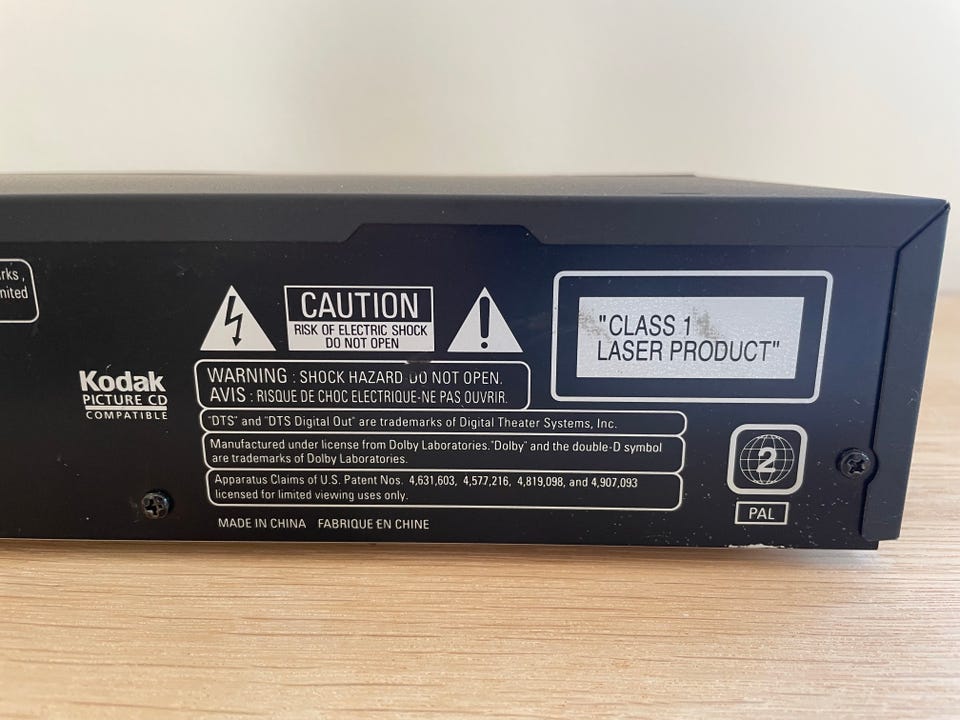 rks,
nited
CAUTION
RISK OF ELECTRIC SHOCK
DO NOT OPEN
"CLASS 1
LASER PRODUCT"
Kodak
PICTURE CD
COMPATIBLE
WARNING : SHOCK HAZARD DO NOT OPEN.
AVIS : RISQUE DE CHOC ELECTRIQUE-NE PAS OUVRIR.
"DTS" and "DTS Digital Out" are trademarks of Digital Theater Systems, Inc.
Manufactured under license from Dolby Laboratories."Dolby" and the double-D symbol
are trademarks of Dolby Laboratories.
Apparatus Claims of U.S. Patent Nos. 4,631,603, 4,577,216, 4,819,098, and 4,907,093
licensed for limited viewing uses only.
2
PAL
MADE IN CHINA FABRIQUE EN CHINE